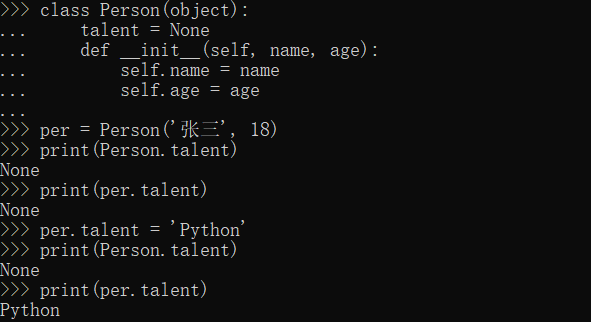 >>> class Person(object):
...     talent = None
...     def __init__(self, name, age):
...         self.name = name
...         self.age = age
...
>>> per = Person('张三', 18)
>>> print(Person.talent)
None
>>> print(per.talent)
None
>>> per.talent = 'Python'
>>> print(Person.talent)
None
>>> print(per.talent)
Python